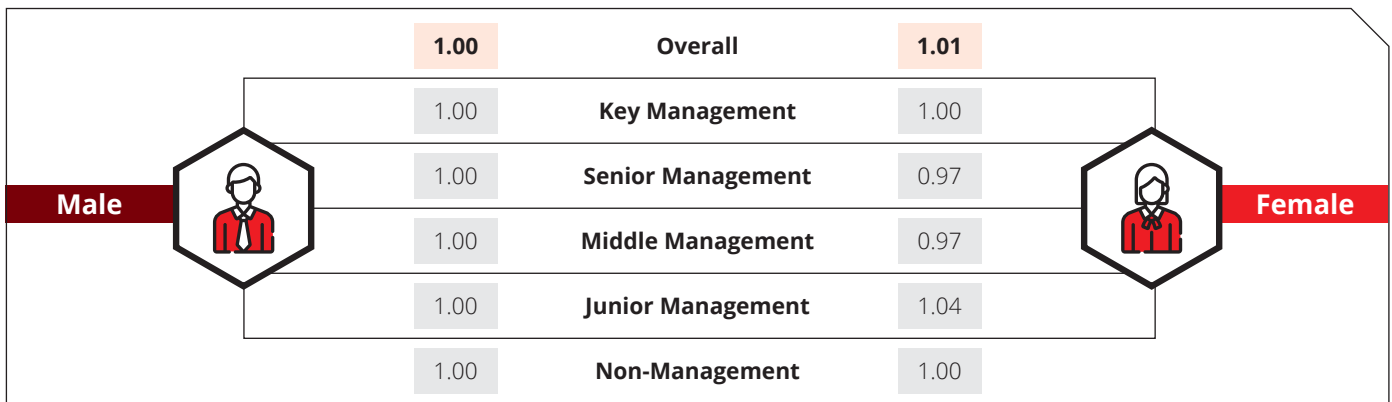 1.00 Overall 1.01
1.00 Key Management 1.00
1.00 Senior Management 0.97
Male Female
1.00 Middle Management 0.97
1.00 Junior Management 1.04
1.00 Non-Management 1.00